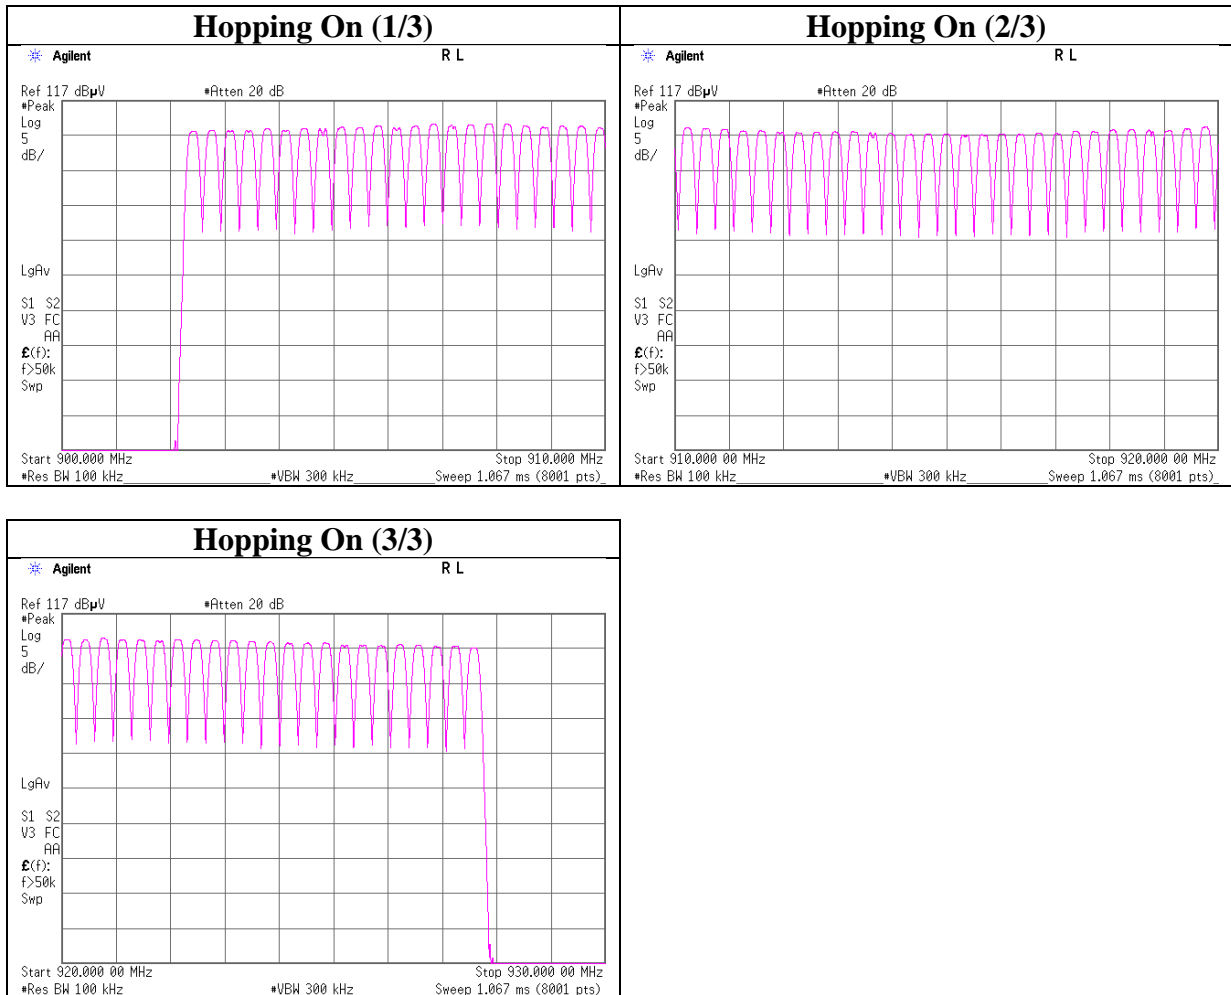 Hopping On (1/3)
Agilent R L
Ref 117 dBµV #Atten 20 dB
#Peak
Log
5
dB/
LgAv
S1 S2
V3 FC
AA
£(f):
f>50k
Swp
Start 900.000 MHz Stop 910.000 MHz
#Res BW 100 kHz #VBW 300 kHz Sweep 1.067 ms (8001 pts)
Hopping On (2/3)
Agilent R L
Ref 117 dBµV #Atten 20 dB
#Peak
Log
5
dB/
LgAv
S1 S2
V3 FC
AA
£(f):
f>50k
Swp
Start 910.000 00 MHz Stop 920.000 00 MHz
#Res BW 100 kHz #VBW 300 kHz Sweep 1.067 ms (8001 pts)
Hopping On (3/3)
Agilent R L
Ref 117 dBµV #Atten 20 dB
#Peak
Log
5
dB/
LgAv
S1 S2
V3 FC
AA
£(f):
f>50k
Swp
Start 920.000 00 MHz Stop 930.000 00 MHz
#Res BW 100 kHz #VBW 300 kHz Sweep 1.067 ms (8001 pts)